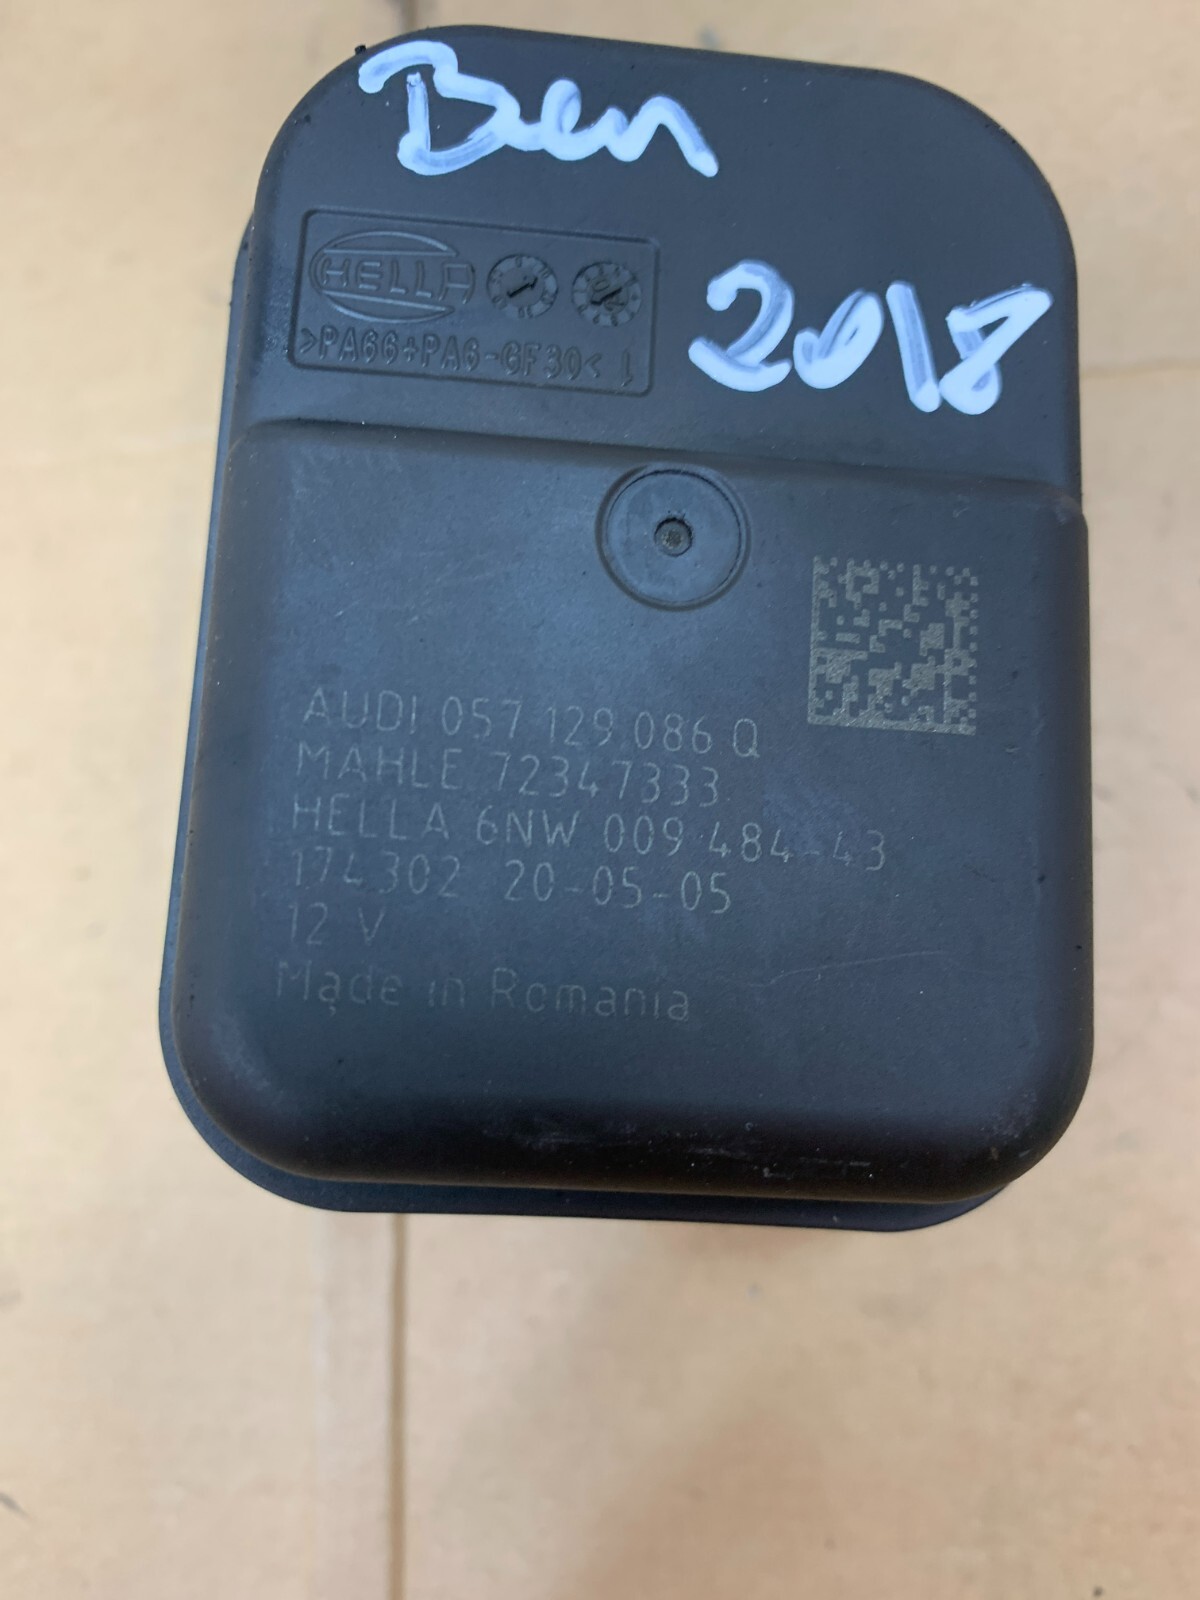 Ben
HELLA
2018
>PA66+PA6-GF30< 1
AUDI 057 129 086 Q
MAHLE 72347333
HELLA 6NW 009 484-43
174302 20-05-05
12 V
Made in Romania